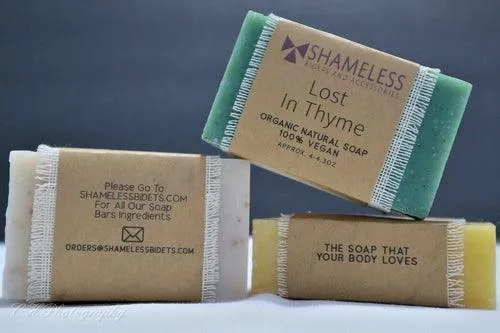 SHAMELESS
BIDETS AND ACCESSORIES
Lost
In Thyme
ORGANIC NATURAL SOAP
100% VEGAN
APPROX. 4-4.3OZ
Please Go To
SHAMELESSBIDETS.COM
For All Our Soap
Bars Ingredients
ORDERS@SHAMELESSBIDETS.COM
THE SOAP THAT
YOUR BODY LOVES